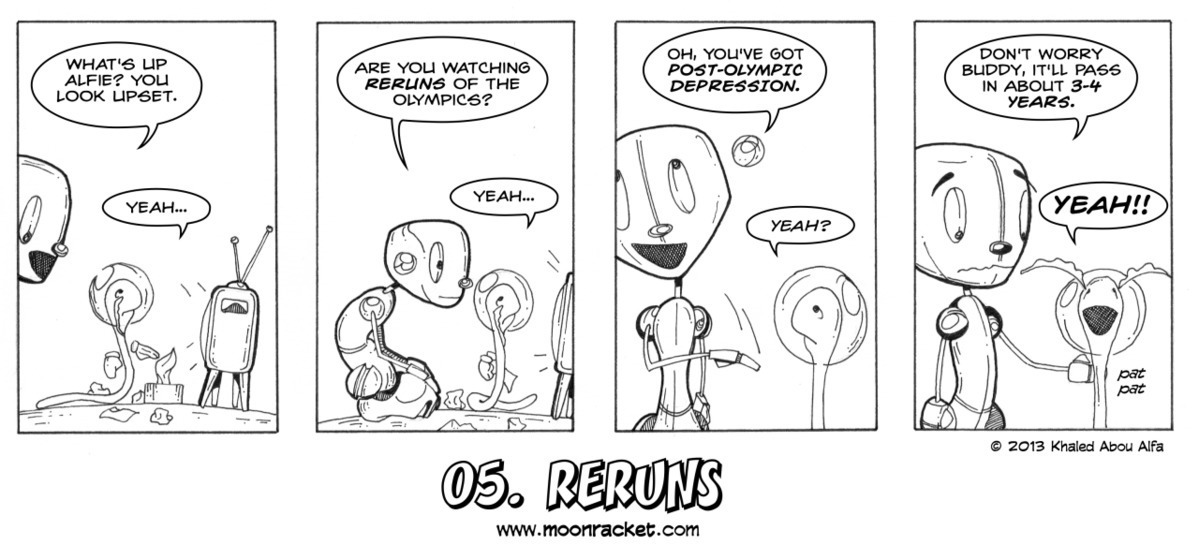 WHAT'S UP
ALFIE? YOU
LOOK UPSET.
YEAH...
ARE YOU WATCHING
RERUNS OF THE
OLYMPICS?
YEAH...
OH, YOU'VE GOT
POST-OLYMPIC
DEPRESSION.
YEAH?
DON'T WORRY
BUDDY, IT'LL PASS
IN ABOUT 3-4
YEARS.
YEAH!!
pat
pat
© 2013 Khaled Abou Alfa
05. RERUNS
www.moonracket.com